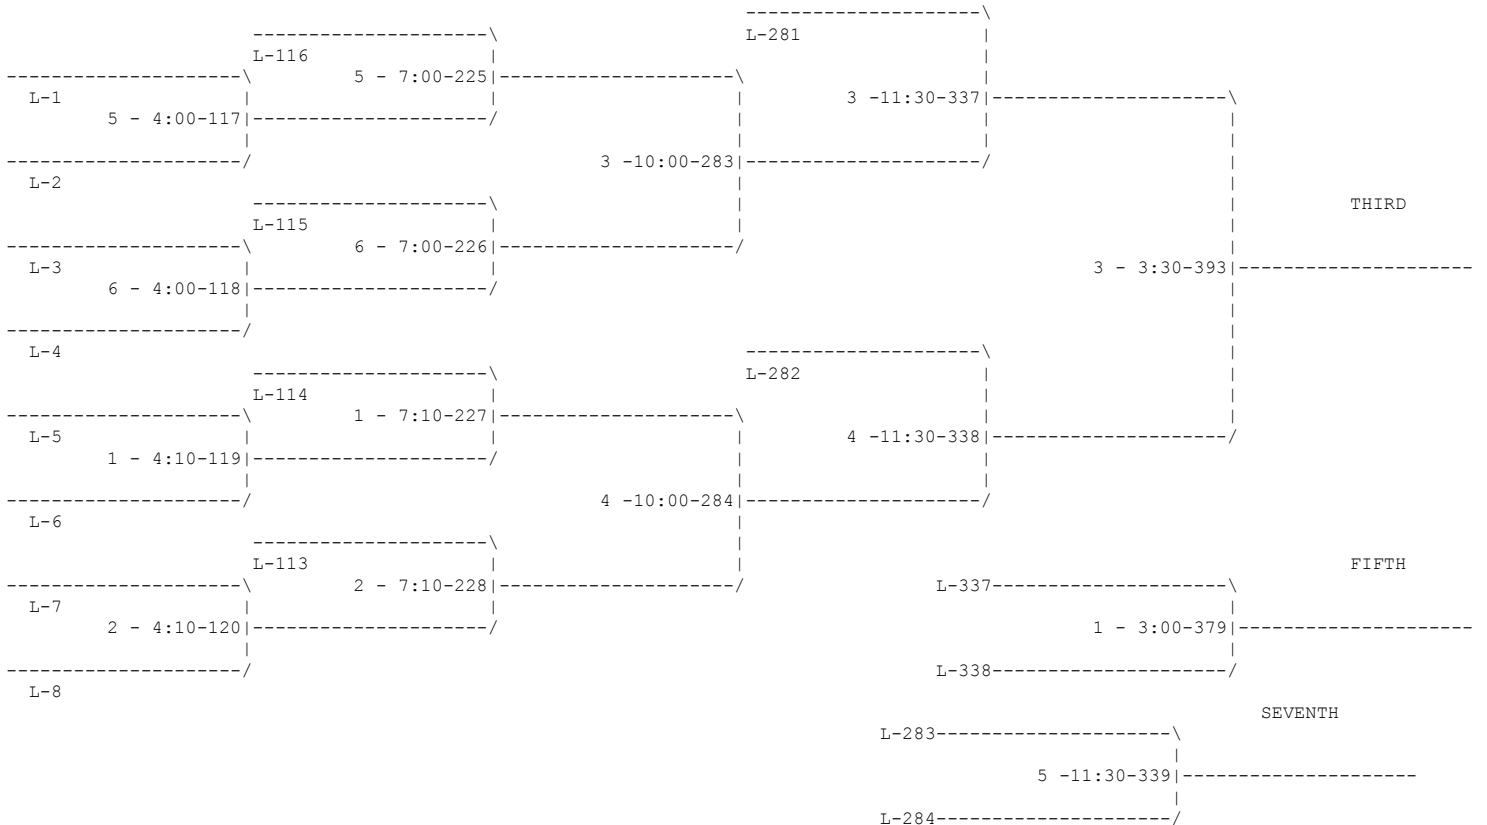 L-281
L-116
5 - 7:00-225
L-1
3 -11:30-337
5 - 4:00-117
3 -10:00-283
L-2
THIRD
L-115
6 - 7:00-226
L-3
3 - 3:30-393
6 - 4:00-118
L-4
L-282
L-114
1 - 7:10-227
L-5
4 -11:30-338
1 - 4:10-119
4 -10:00-284
L-6
L-113
FIFTH
2 - 7:10-228
L-337
L-7
2 - 4:10-120
1 - 3:00-379
L-338
L-8
SEVENTH
L-283
5 -11:30-339
L-284